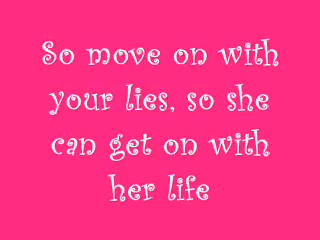 So move on with
your lies, so she
can get on with
her life